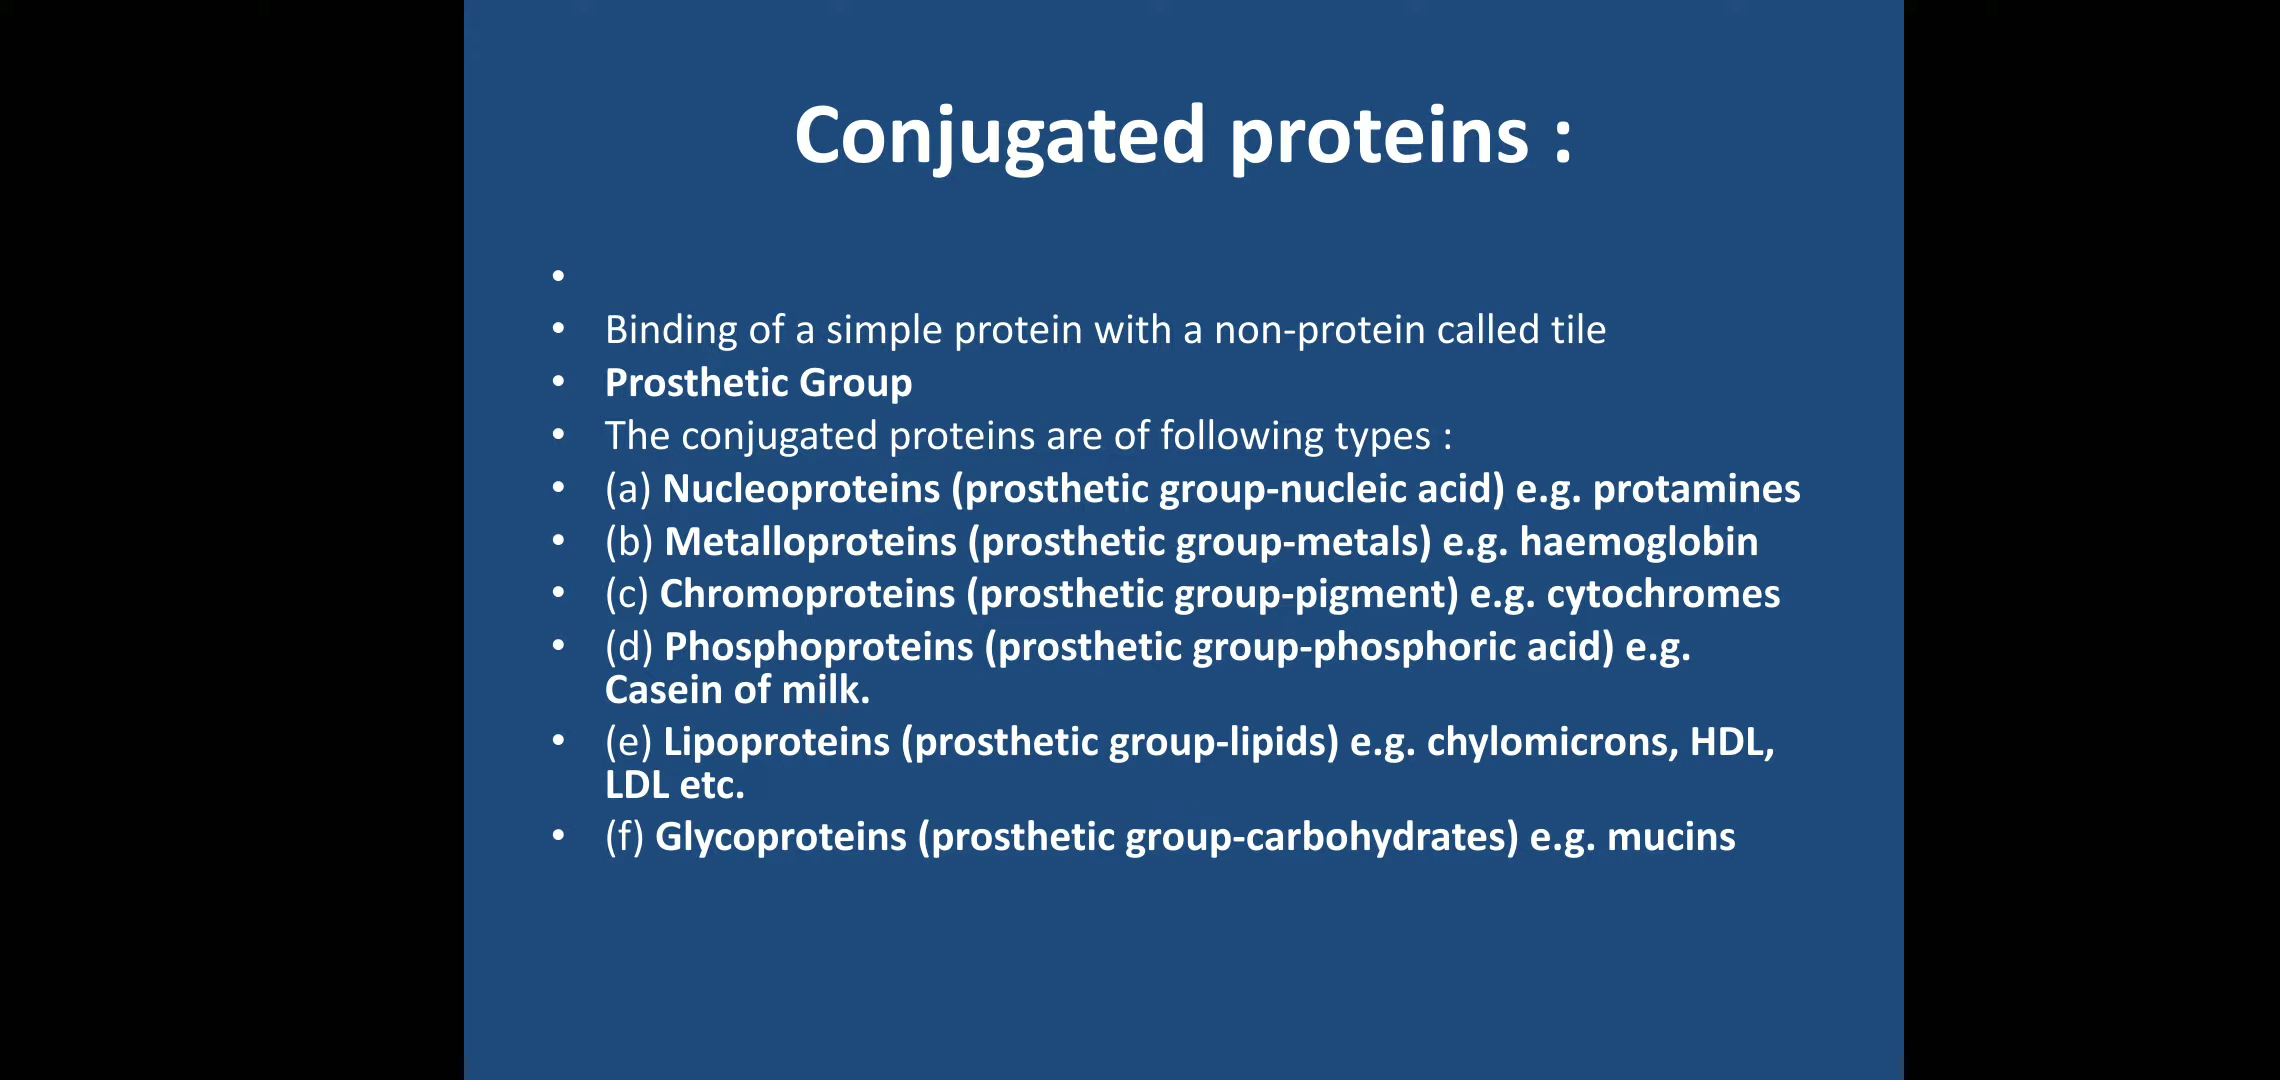 Conjugated proteins :
•
• Binding of a simple protein with a non-protein called tile
• Prosthetic Group
• The conjugated proteins are of following types :
• (a) Nucleoproteins (prosthetic group-nucleic acid) e.g. protamines
• (b) Metalloproteins (prosthetic group-metals) e.g. haemoglobin
• (c) Chromoproteins (prosthetic group-pigment) e.g. cytochromes
• (d) Phosphoproteins (prosthetic group-phosphoric acid) e.g.
Casein of milk.
• (e) Lipoproteins (prosthetic group-lipids) e.g. chylomicrons, HDL,
LDL etc.
• (f) Glycoproteins (prosthetic group-carbohydrates) e.g. mucins